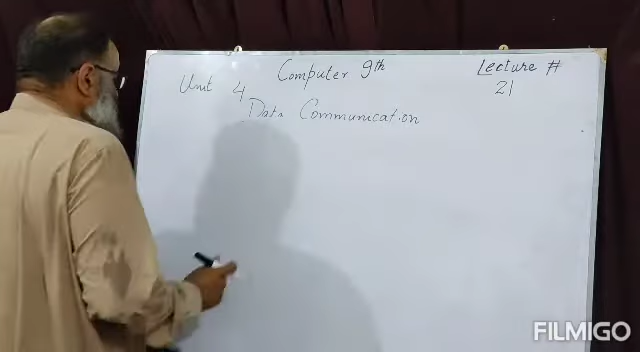 Computer 9th
Lecture #
21
Unit 4
Data Communication
FILMIGO